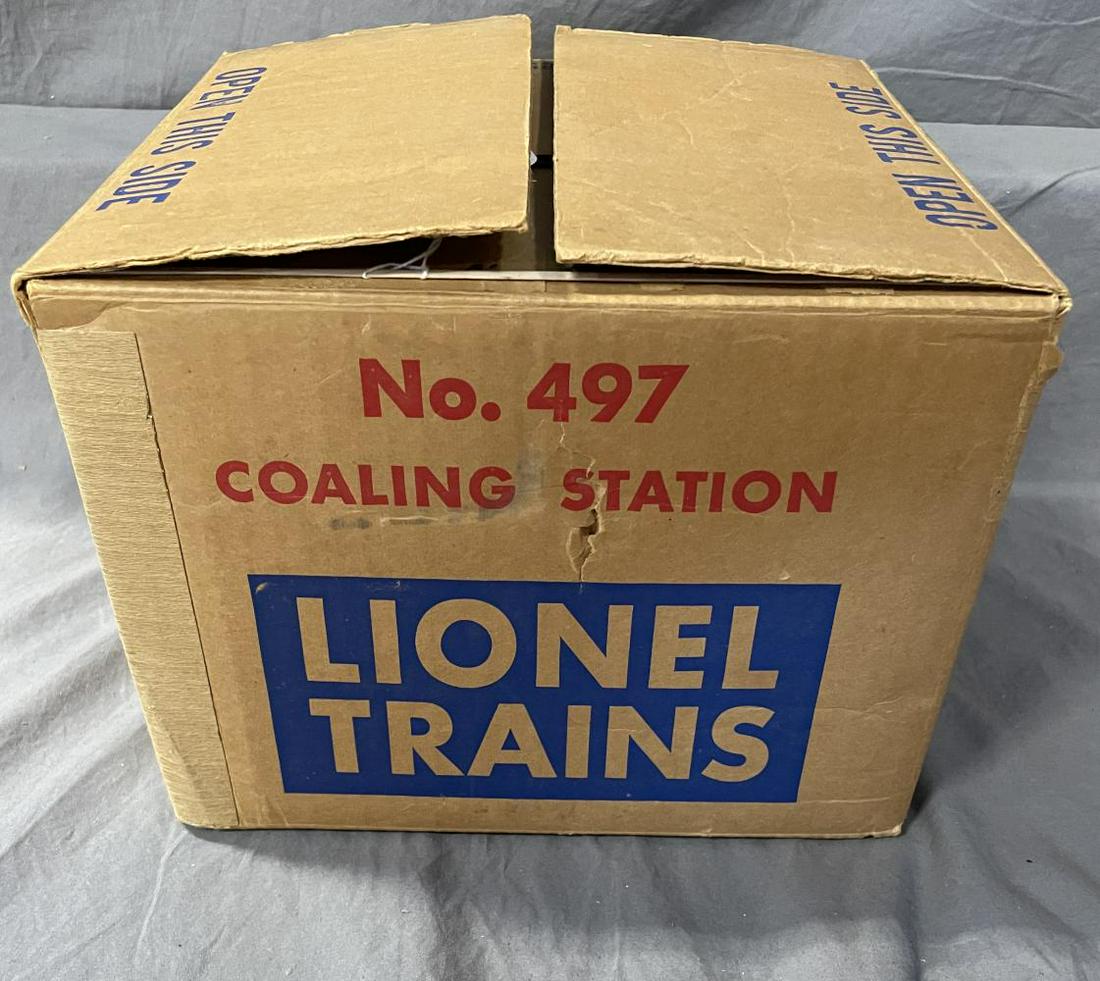 OPEN THIS SIDE
OPEN THIS SIDE
No. 497
COALING STATION
LIONEL
TRAINS